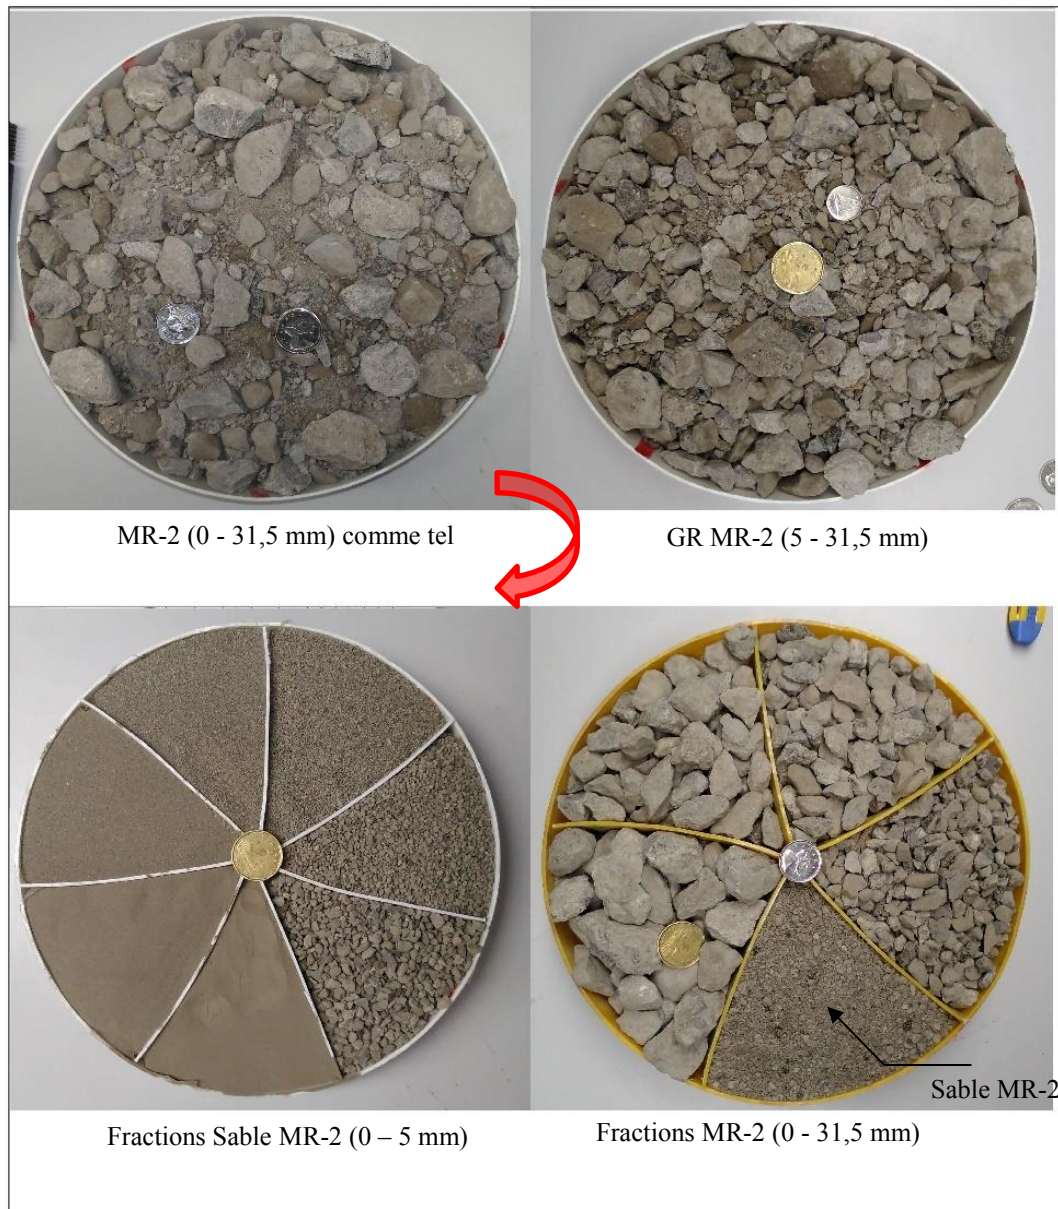 MR-2 (0 - 31,5 mm) comme tel
GR MR-2 (5 - 31,5 mm)
Sable MR-2
Fractions Sable MR-2 (0 – 5 mm)
Fractions MR-2 (0 - 31,5 mm)